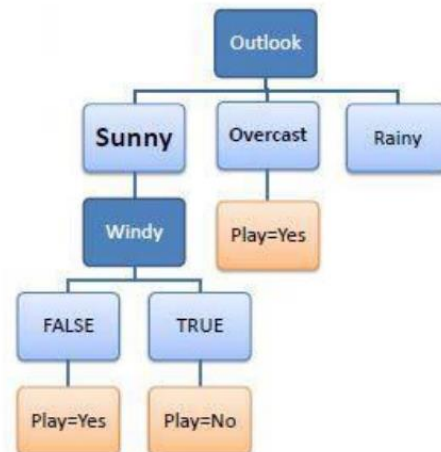 Outlook
Sunny
Overcast
Rainy
Windy
Play=Yes
FALSE
TRUE
Play=Yes
Play=No